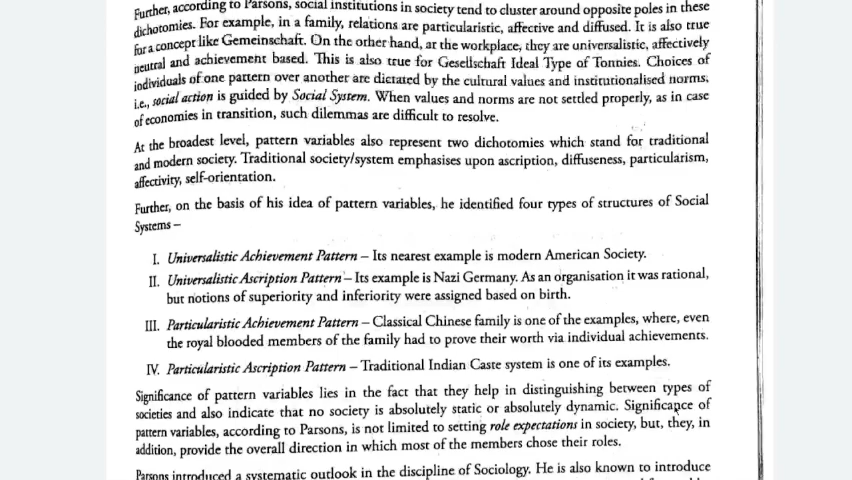 Further, according to Parsons, social institutions in society tend to cluster around opposite poles in these
dichotomies. For example, in a family, relations are particularistic, affective and diffused. It is also true
for a concept like Gemeinschaft. On the other hand, at the workplace, they are universalistic, affectively
neutral and achievement based. This is also true for Gesellschaft Ideal Type of Tonnies. Choices of
individuals of one pattern over another are dictated by the cultural values and institutionalised norms,
i.e., social action is guided by Social System. When values and norms are not settled properly, as in case
of economies in transition, such dilemmas are difficult to resolve.
At the broadest level, pattern variables also represent two dichotomies which stand for traditional
and modern society. Traditional society/system emphasises upon ascription, diffuseness, particularism,
affectivity, self-orientation.
Further, on the basis of his idea of pattern variables, he identified four types of structures of Social
Systems –
I. Universalistic Achievement Pattern – Its nearest example is modern American Society.
II. Universalistic Ascription Pattern – Its example is Nazi Germany. As an organisation it was rational,
but notions of superiority and inferiority were assigned based on birth.
III. Particularistic Achievement Pattern – Classical Chinese family is one of the examples, where, even
the royal blooded members of the family had to prove their worth via individual achievements.
IV. Particularistic Ascription Pattern – Traditional Indian Caste system is one of its examples.
Significance of pattern variables lies in the fact that they help in distinguishing between types of
societies and also indicate that no society is absolutely static or absolutely dynamic. Significance of
pattern variables, according to Parsons, is not limited to setting role expectations in society, but, they, in
addition, provide the overall direction in which most of the members chose their roles.
Parsons introduced a systematic outlook in the discipline of Sociology. He is also known to introduce